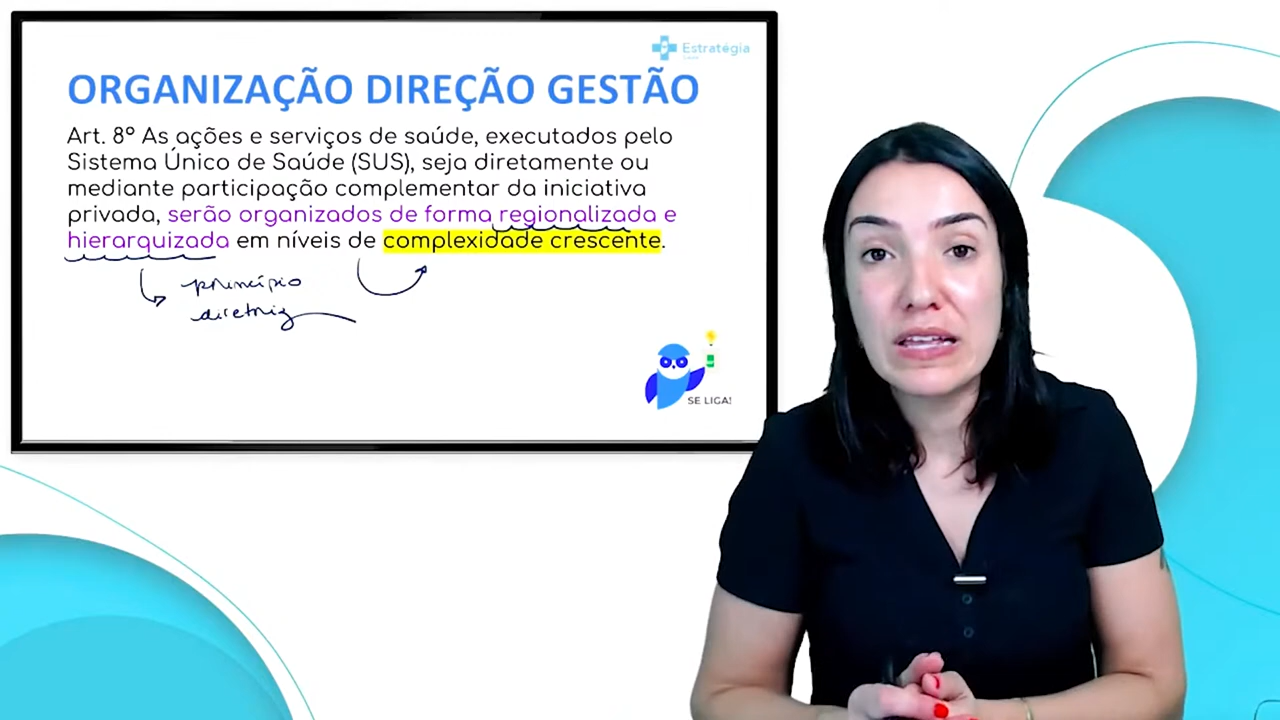 Estratégia
ORGANIZAÇÃO DIREÇÃO GESTÃO
Art. 8º As ações e serviços de saúde, executados pelo
Sistema Único de Saúde (SUS), seja diretamente ou
mediante participação complementar da iniciativa
privada, serão organizados de forma regionalizada e
hierarquizada em níveis de complexidade crescente.
princípio
diretriz
SE LIGA!